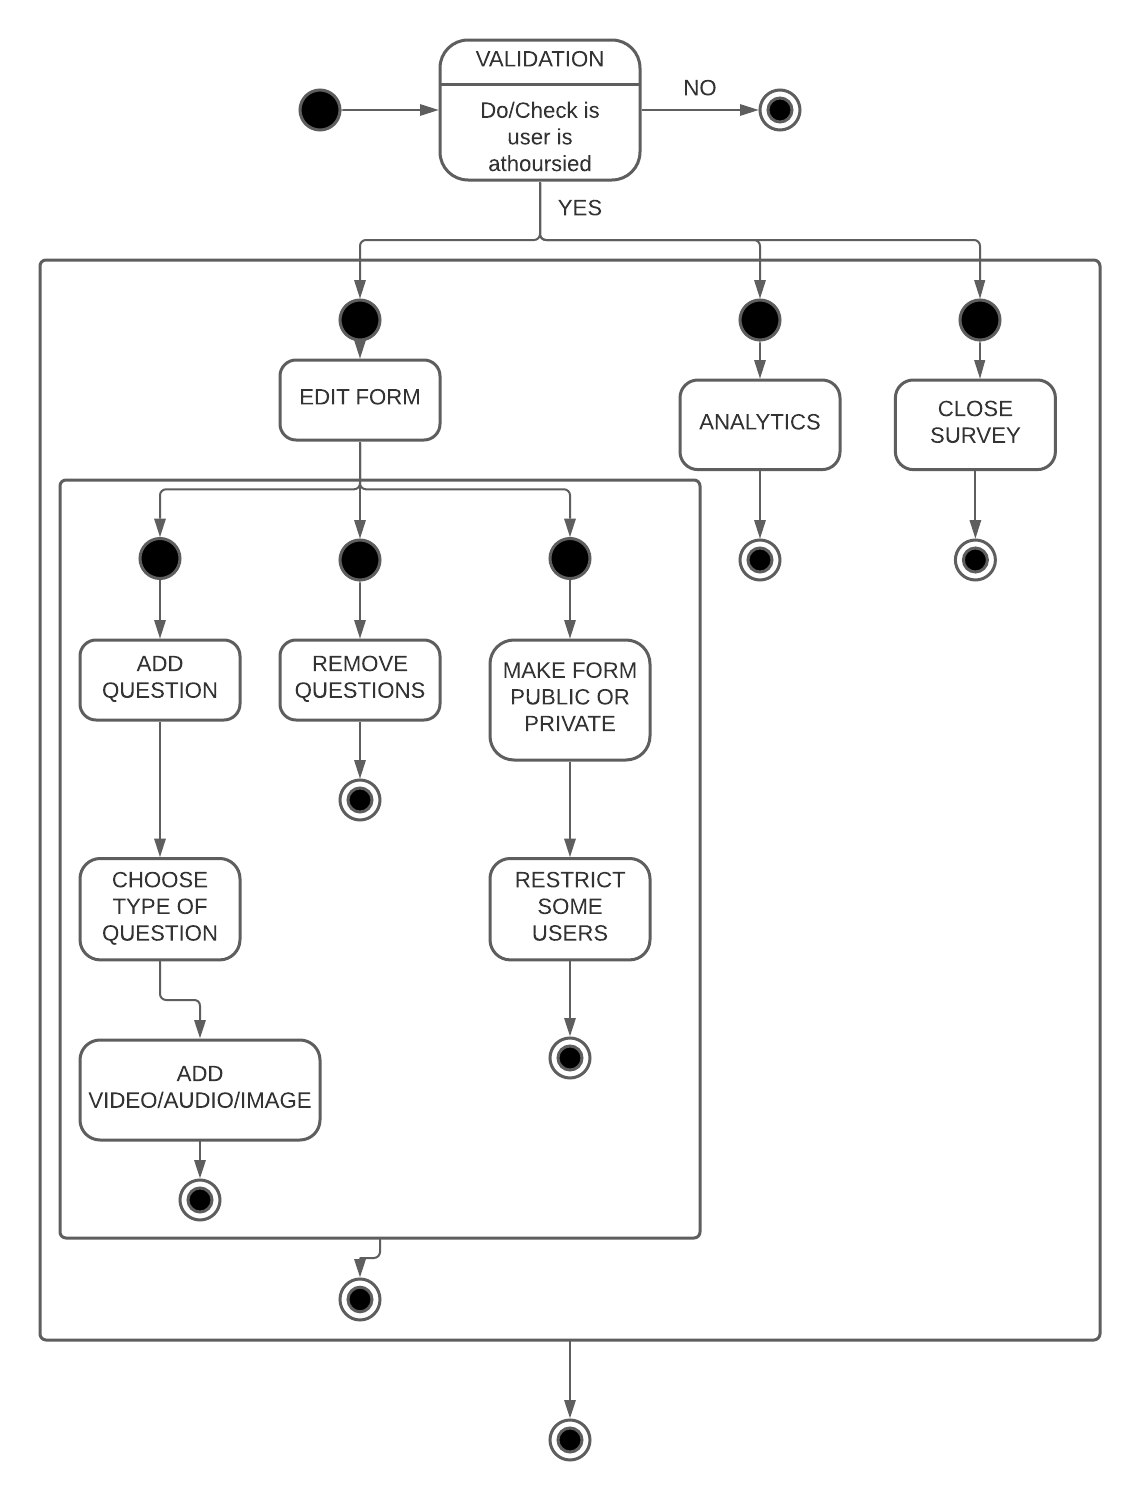 VALIDATION
Do/Check is
user is
athoursied
NO
YES
EDIT FORM
ANALYTICS
CLOSE
SURVEY
ADD
QUESTION
REMOVE
QUESTIONS
MAKE FORM
PUBLIC OR
PRIVATE
CHOOSE
TYPE OF
QUESTION
RESTRICT
SOME
USERS
ADD
VIDEO/AUDIO/IMAGE